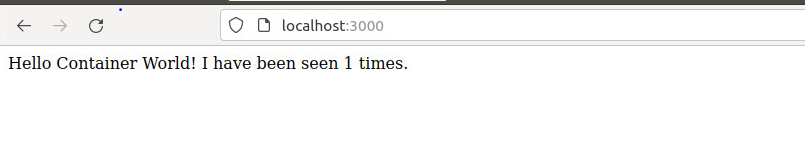 localhost:3000
Hello Container World! I have been seen 1 times.